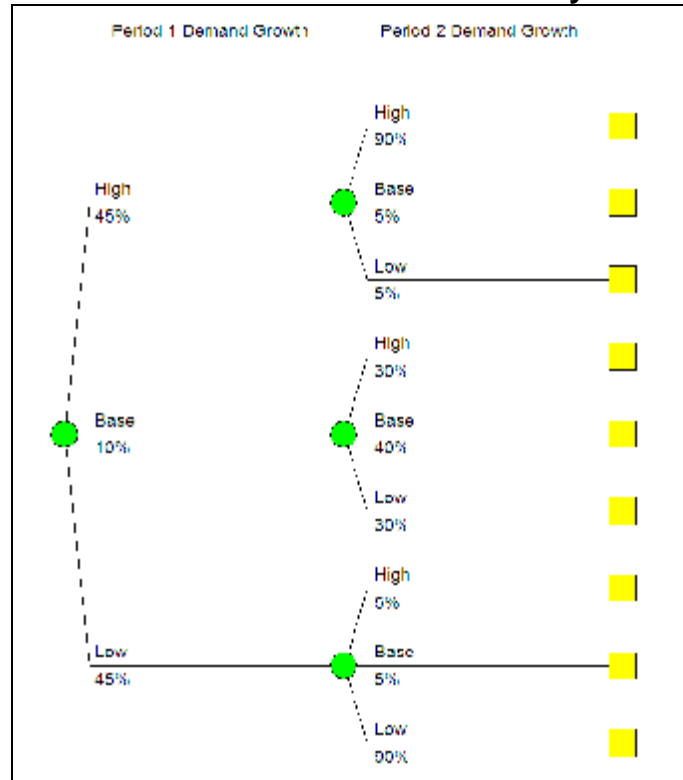 Period 1 Demand Growth Period 2 Demand Growth
High
90%
High
45%
Base
5%
Low
5%
High
30%
Base
10%
Base
40%
Low
30%
High
5%
Low
45%
Base
5%
Low
90%